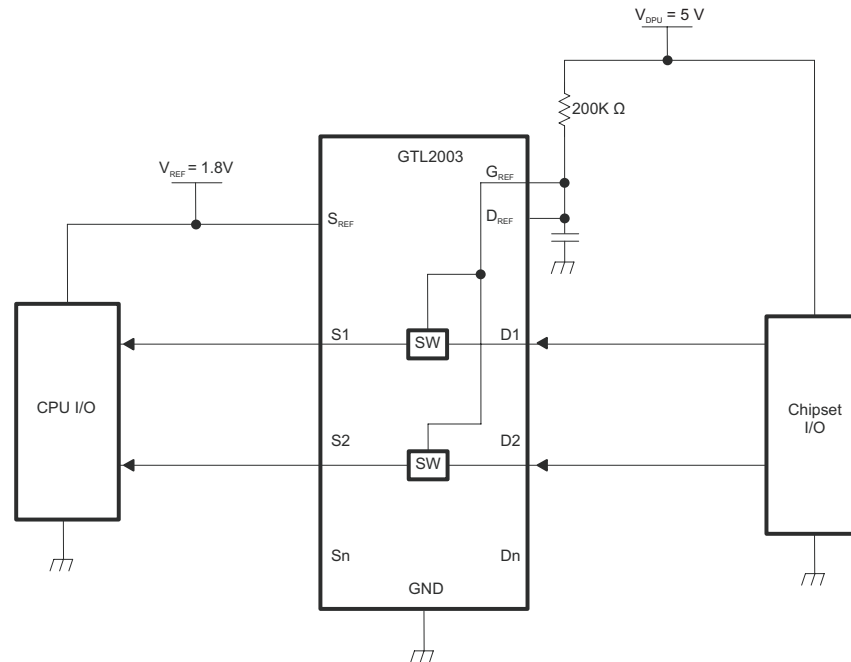 V_DPU = 5 V
200K Ω
GTL2003
V_REF = 1.8V
G_REF
D_REF
S_REF
S1
SW
D1
CPU I/O
Chipset
I/O
S2
SW
D2
Sn
Dn
GND